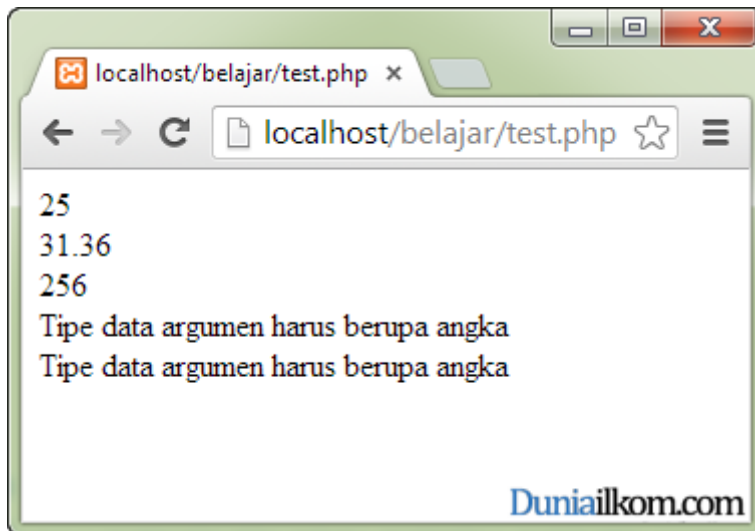 localhost/belajar/test.php
localhost/belajar/test.php
25
31.36
256
Tipe data argumen harus berupa angka
Tipe data argumen harus berupa angka
Duniailkom.com